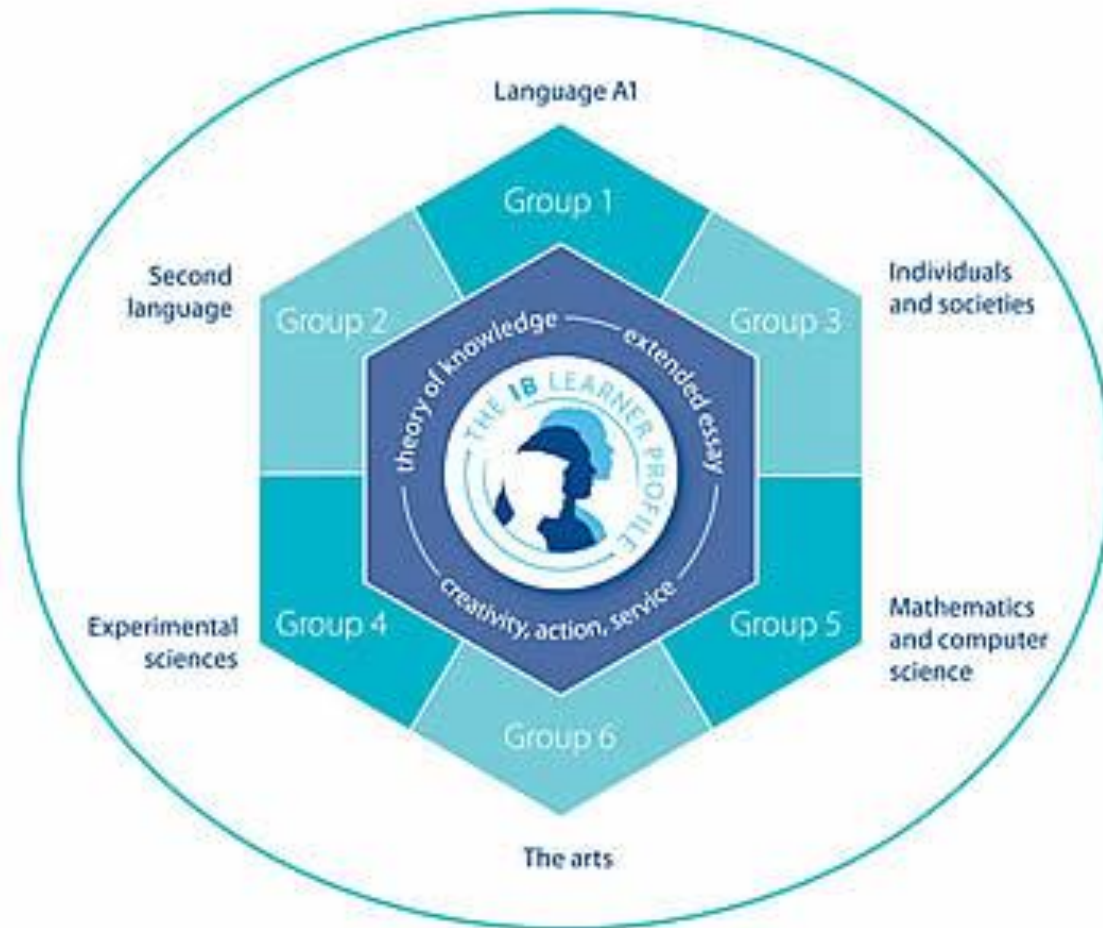 Language A1
Group 1
Second
language
Group 2
Individuals
and societies
Group 3
theory of knowledge
extended essay
THE IB LEARNER PROFILE
creativity, action, service
Experimental
sciences
Group 4
Mathematics
and computer
science
Group 5
Group 6
The arts